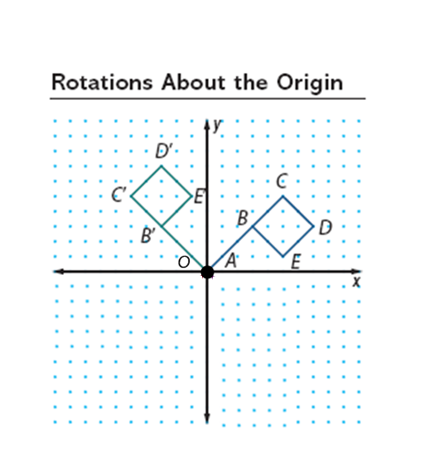 Rotations About the Origin
y
D′
C′ E′ C
B′ B D
O A E
x